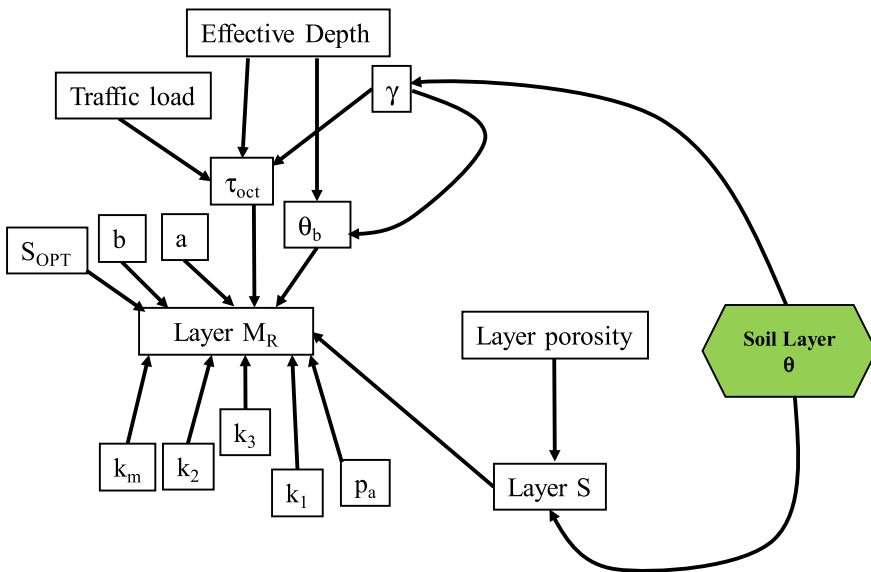 Effective Depth
Traffic load
γ
τoct
θb
SOPT
b
a
Layer MR
Layer porosity
Soil Layer
θ
km
k2
k3
k1
pa
Layer S